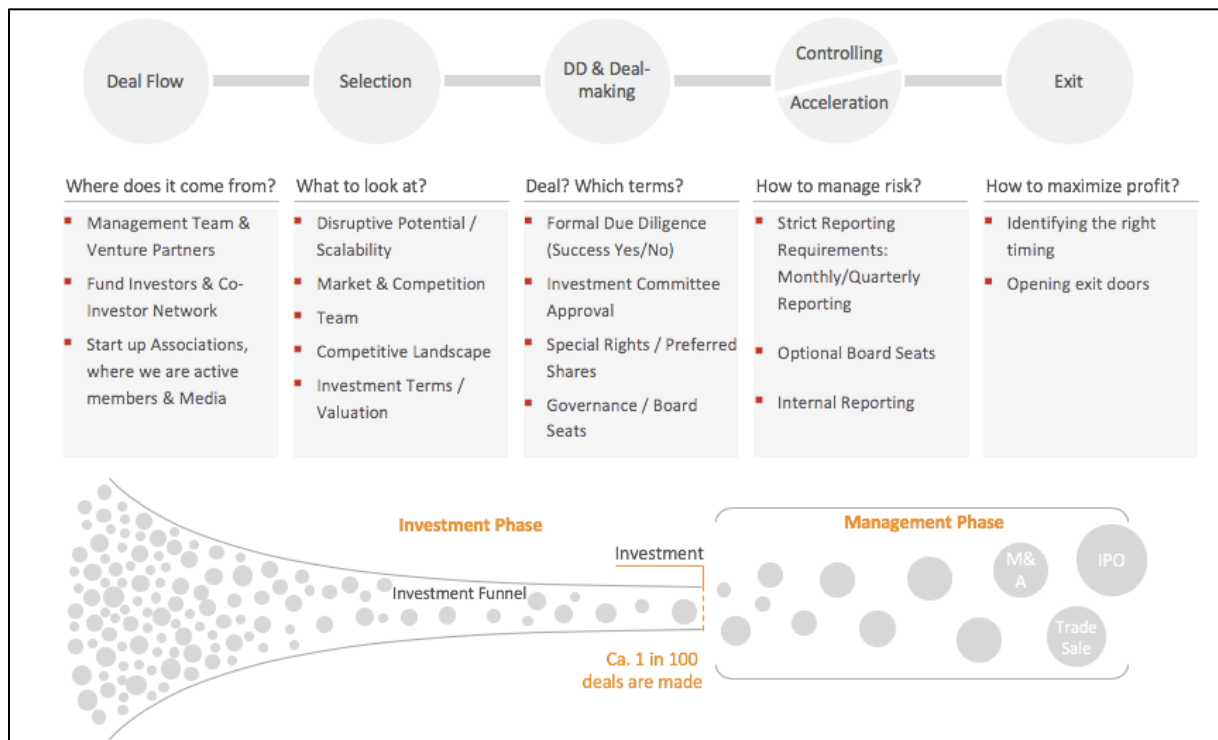 Deal Flow
Selection
DD & Deal-
making
Controlling
Acceleration
Exit
Where does it come from?
Management Team &
Venture Partners
Fund Investors & Co-
Investor Network
Start up Associations,
where we are active
members & Media
What to look at?
Disruptive Potential /
Scalability
Market & Competition
Team
Competitive Landscape
Investment Terms /
Valuation
Deal? Which terms?
Formal Due Diligence
(Success Yes/No)
Investment Committee
Approval
Special Rights / Preferred
Shares
Governance / Board
Seats
How to manage risk?
Strict Reporting
Requirements:
Monthly/Quarterly
Reporting
Optional Board Seats
Internal Reporting
How to maximize profit?
Identifying the right
timing
Opening exit doors
Investment Phase
Investment
Investment Funnel
Ca. 1 in 100
deals are made
Management Phase
M&
A
IPO
Trade
Sale